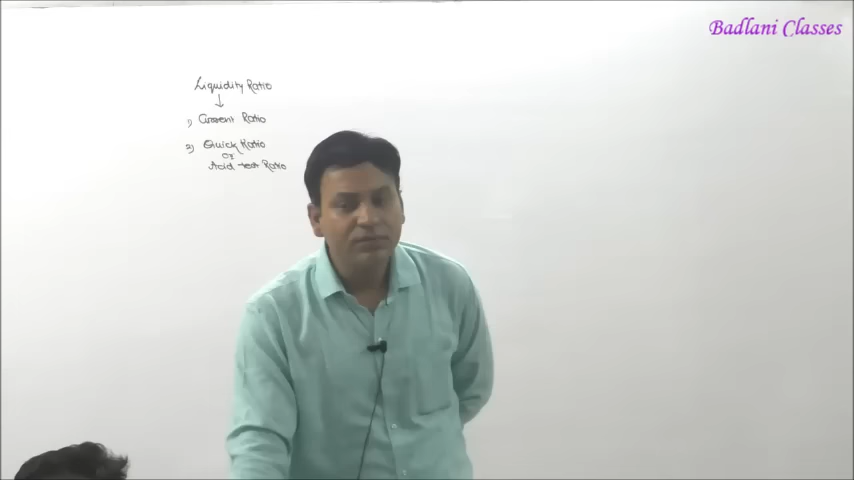 Badlani Classes
Liquidity Ratio
1) Current Ratio
2) Quick Ratio
Or
Acid test Ratio